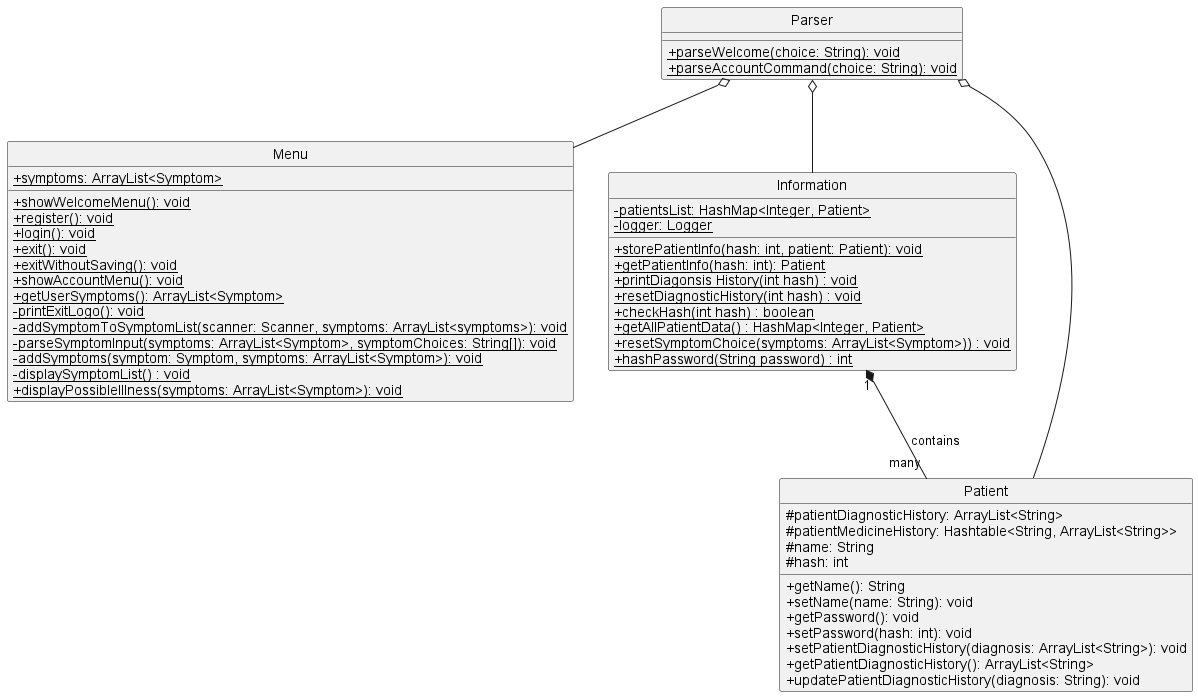 Parser
+parseWelcome(choice: String): void
+parseAccountCommand(choice: String): void
Menu
+symptoms: ArrayList<Symptom>
+showWelcomeMenu(): void
+register(): void
+login(): void
+exit(): void
+exitWithoutSaving(): void
+showAccountMenu(): void
+getUserSymptoms(): ArrayList<Symptom>
-printExitLogo(): void
-addSymptomToSymptomList(scanner: Scanner, symptoms: ArrayList<symptoms>): void
-parseSymptomInput(symptoms: ArrayList<Symptom>, symptomChoices: String[]): void
-addSymptoms(symptom: Symptom, symptoms: ArrayList<Symptom>): void
-displaySymptomList() : void
+displayPossibleIllness(symptoms: ArrayList<Symptom>): void
Information
-patientsList: HashMap<Integer, Patient>
-logger: Logger
+storePatientInfo(hash: int, patient: Patient): void
+getPatientInfo(hash: int): Patient
+printDiagonsis History(int hash) : void
+resetDiagnosticHistory(int hash) : void
+checkHash(int hash) : boolean
+getAllPatientData() : HashMap<Integer, Patient>
+resetSymptomChoice(symptoms: ArrayList<Symptom>)) : void
+hashPassword(String password) : int
1
contains
many
Patient
#patientDiagnosticHistory: ArrayList<String>
#patientMedicineHistory: Hashtable<String, ArrayList<String>>
#name: String
#hash: int
+getName(): String
+setName(name: String): void
+getPassword(): void
+setPassword(hash: int): void
+setPatientDiagnosticHistory(diagnosis: ArrayList<String>): void
+getPatientDiagnosticHistory(): ArrayList<String>
+updatePatientDiagnosticHistory(diagnosis: String): void